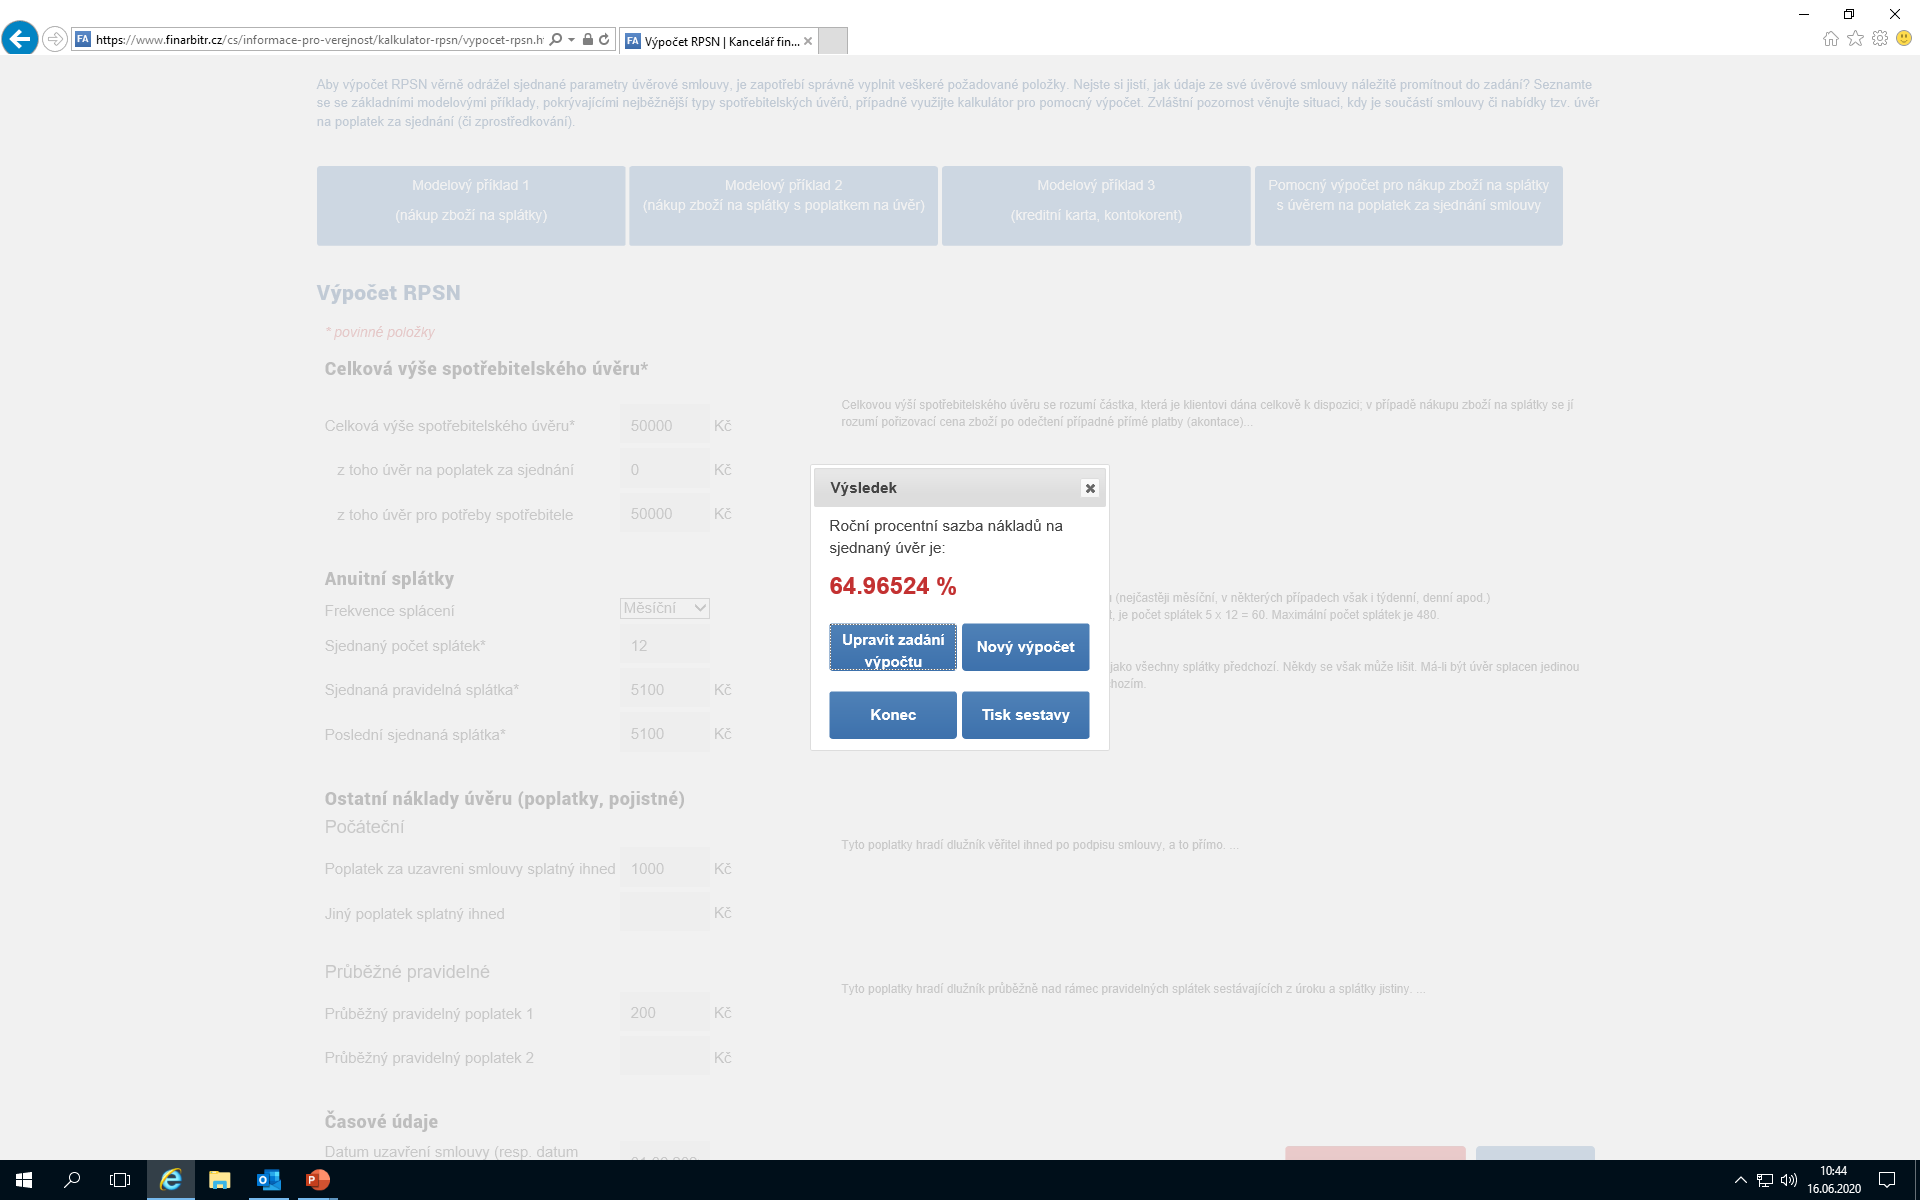 https://www.finarbitr.cz/cs/informace-pro-verejnost/kalkulator-rpsn/vypocet-rpsn.h
Výpočet RPSN | Kancelář fin...
Aby výpočet RPSN věrně odrážel sjednané parametry úvěrové smlouvy, je zapotřebí správně vyplnit veškeré požadované položky. Nejste si jistí, jak údaje ze své úvěrové smlouvy náležitě promítnout do zadání? Seznamte
se se základními modelovými příklady, pokrývajícími nejběžnější typy spotřebitelských úvěrů, případně využijte kalkulátor pro pomocný výpočet. Zvláštní pozornost věnujte situaci, kdy je součástí smlouvy či nabídky tzv. úvěr
na poplatek za sjednání (či zprostředkování).
Modelový příklad 1
(nákup zboží na splátky)
Modelový příklad 2
(nákup zboží na splátky s poplatkem na úvěr)
Modelový příklad 3
(kreditní karta, kontokorent)
Pomocný výpočet pro nákup zboží na splátky
s úvěrem na poplatek za sjednání smlouvy
Výpočet RPSN
* povinné položky
Celková výše spotřebitelského úvěru*
Celková výše spotřebitelského úvěru* 50000 Kč
Celkovou výší spotřebitelského úvěru se rozumí částka, která je klientovi dána celkově k dispozici; v případě nákupu zboží na splátky se jí
rozumí pořizovací cena zboží po odečtení případné přímé platby (akontace)...
z toho úvěr na poplatek za sjednání 0 Kč
z toho úvěr pro potřeby spotřebitele 50000 Kč
Výsledek
Roční procentní sazba nákladů na
sjednaný úvěr je:
64.96524 %
Upravit zadání
výpočtu
Nový výpočet
Konec
Tisk sestavy
Anuitní splátky
Frekvence splácení Měsíční
u (nejčastěji měsíční, v některých případech však i týdenní, denní apod.)
t, je počet splátek 5 x 12 = 60. Maximální počet splátek je 480.
Sjednaný počet splátek* 12
jako všechny splátky předchozí. Někdy se však může lišit. Má-li být úvěr splacen jedinou
hozím.
Sjednaná pravidelná splátka* 5100 Kč
Poslední sjednaná splátka* 5100 Kč
Ostatní náklady úvěru (poplatky, pojistné)
Počáteční
Tyto poplatky hradí dlužník věřitel ihned po podpisu smlouvy, a to přímo. ...
Poplatek za uzavreni smlouvy splatný ihned 1000 Kč
Jiný poplatek splatný ihned Kč
Průběžné pravidelné
Tyto poplatky hradí dlužník průběžně nad rámec pravidelných splátek sestávajících z úroku a splátky jistiny. ...
Průběžný pravidelný poplatek 1 200 Kč
Průběžný pravidelný poplatek 2 Kč
Časové údaje
Datum uzavření smlouvy (resp. datum
10:44
16.06.2020